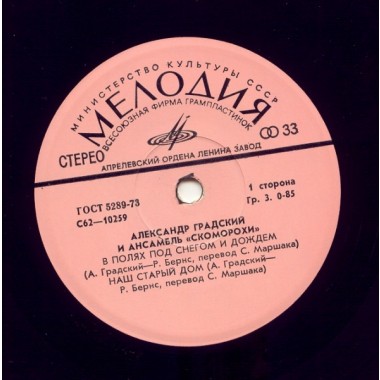 МИНИСТЕРСТВО КУЛЬТУРЫ СССР
МЕЛОДИЯ
ВСЕСОЮЗНАЯ ФИРМА ГРАМПЛАСТИНОК
СТЕРЕО
33
АПРЕЛЕВСКИЙ ОРДЕНА ЛЕНИНА ЗАВОД
ГОСТ 5289-73
С62—10259
1 сторона
Гр. 3. 0-85
АЛЕКСАНДР ГРАДСКИЙ
И АНСАМБЛЬ «СКОМОРОХИ»
В ПОЛЯХ ПОД СНЕГОМ И ДОЖДЕМ
(А. Градский—Р. Бернс, перевод С. Маршака)
НАШ СТАРЫЙ ДОМ (А. Градский-
Р. Бернс, перевод С. Маршака)